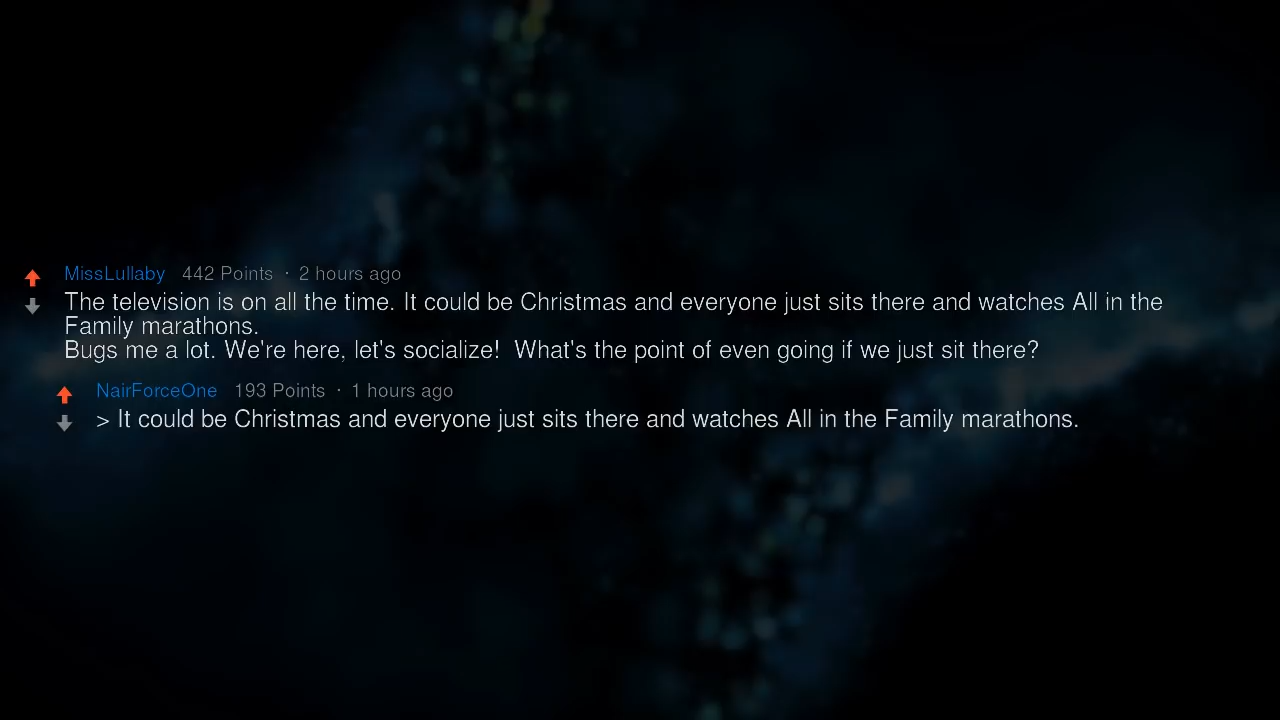 MissLullaby 442 Points · 2 hours ago
The television is on all the time. It could be Christmas and everyone just sits there and watches All in the
Family marathons.
Bugs me a lot. We're here, let's socialize!  What's the point of even going if we just sit there?
NairForceOne 193 Points · 1 hours ago
> It could be Christmas and everyone just sits there and watches All in the Family marathons.